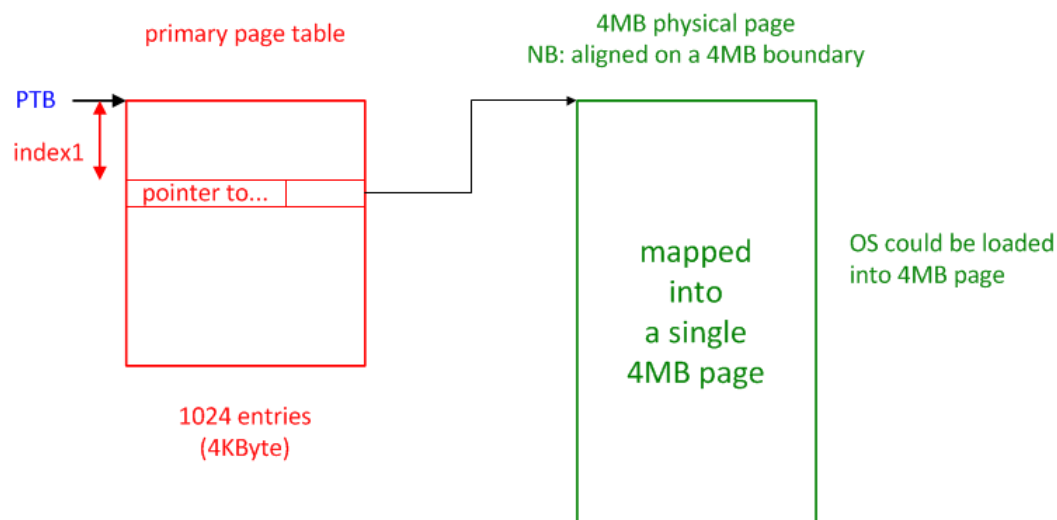 primary page table
4MB physical page
NB: aligned on a 4MB boundary
PTB
index1
pointer to...
mapped
into
a single
4MB page
OS could be loaded
into 4MB page
1024 entries
(4KByte)